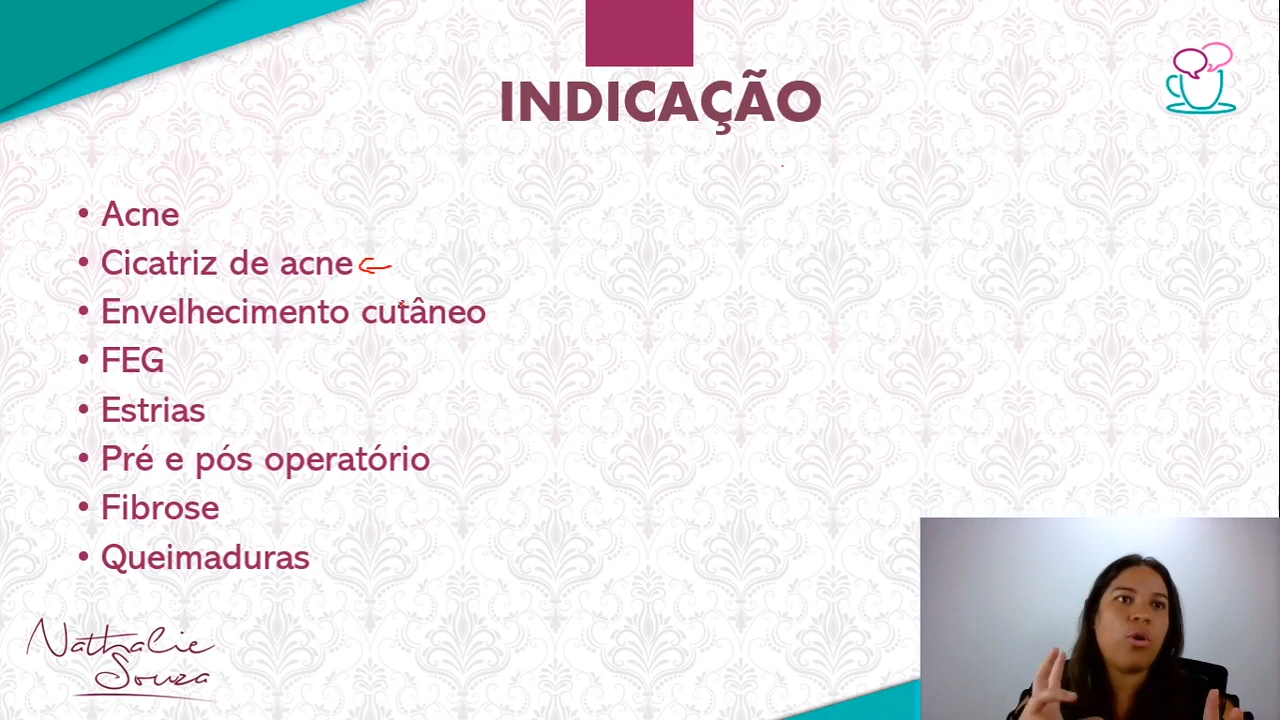 INDICAÇÃO
• Acne
• Cicatriz de acne
• Envelhecimento cutâneo
• FEG
• Estrias
• Pré e pós operatório
• Fibrose
• Queimaduras
Nathalie
Souza